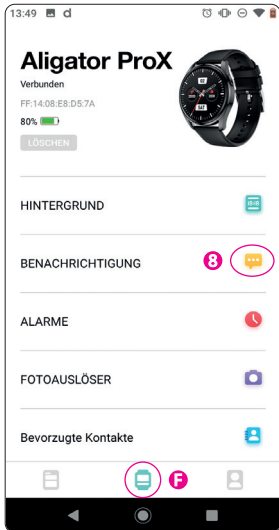 13:49 d
Aligator ProX
Verbunden
FF:14:08:E8:D5:7A
80%
LÖSCHEN
HINTERGRUND
BENACHRICHTIGUNG 8
ALARME
FOTOAUSLÖSER
Bevorzugte Kontakte
F